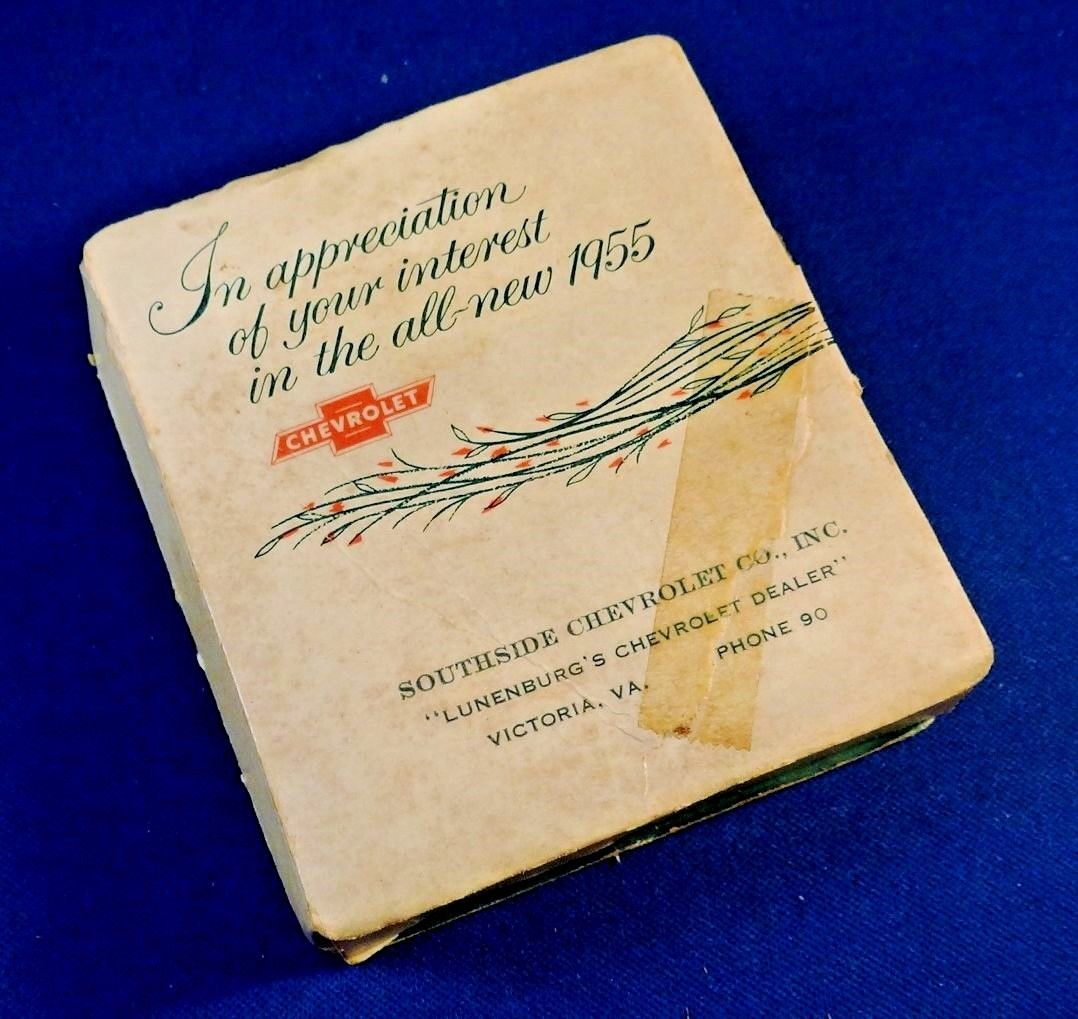 In appreciation
of your interest
in the all-new 1955
CHEVROLET
SOUTHSIDE CHEVROLET CO., INC.
"LUNENBURG'S CHEVROLET DEALER"
VICTORIA, VA. PHONE 90